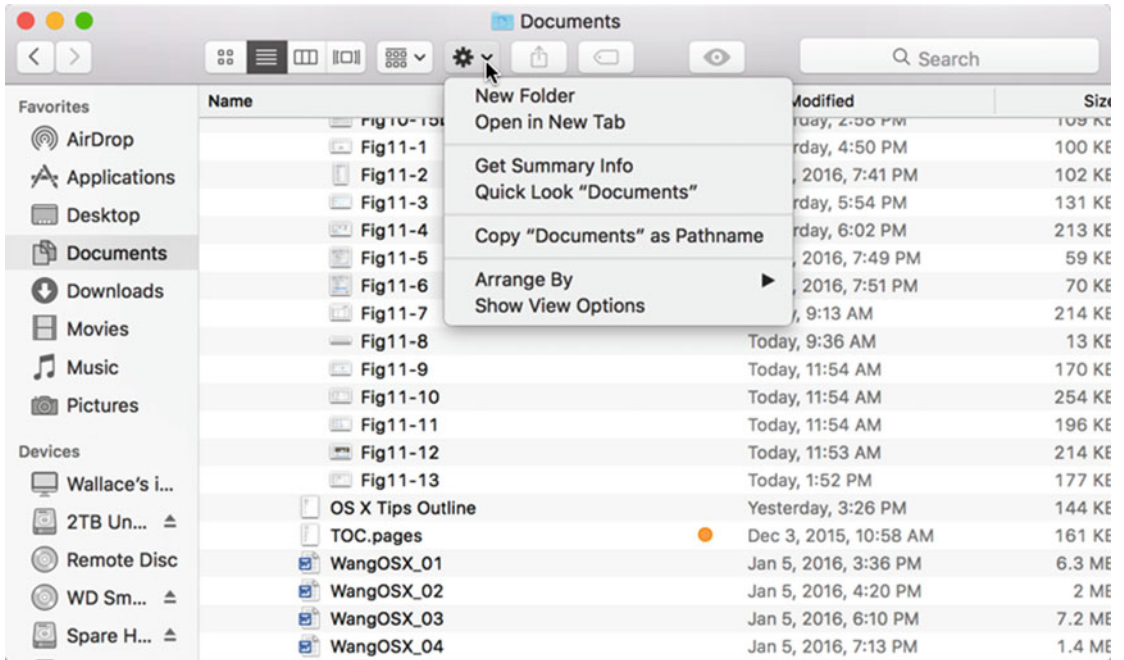 Documents
Search
Favorites
AirDrop
Applications
Desktop
Documents
Downloads
Movies
Music
Pictures
Devices
Wallace's i...
2TB Un...
Remote Disc
WD Sm...
Spare H...
Name Modified Size
New Folder
Open in New Tab
Get Summary Info
Quick Look “Documents”
Copy “Documents” as Pathname
Arrange By
Show View Options
Fig11-1 rday, 4:50 PM 100 KB
Fig11-2 , 2016, 7:41 PM 102 KB
Fig11-3 rday, 5:54 PM 131 KB
Fig11-4 rday, 6:02 PM 213 KB
Fig11-5 , 2016, 7:49 PM 59 KB
Fig11-6 , 2016, 7:51 PM 70 KB
Fig11-7 , 9:13 AM 214 KB
Fig11-8 Today, 9:36 AM 13 KB
Fig11-9 Today, 11:54 AM 170 KB
Fig11-10 Today, 11:54 AM 254 KB
Fig11-11 Today, 11:54 AM 196 KB
Fig11-12 Today, 11:53 AM 214 KB
Fig11-13 Today, 1:52 PM 177 KB
OS X Tips Outline Yesterday, 3:26 PM 144 KB
TOC.pages Dec 3, 2015, 10:58 AM 161 KB
WangOSX_01 Jan 5, 2016, 3:36 PM 6.3 MB
WangOSX_02 Jan 5, 2016, 4:20 PM 2 MB
WangOSX_03 Jan 5, 2016, 6:10 PM 7.2 MB
WangOSX_04 Jan 5, 2016, 7:13 PM 1.4 MB